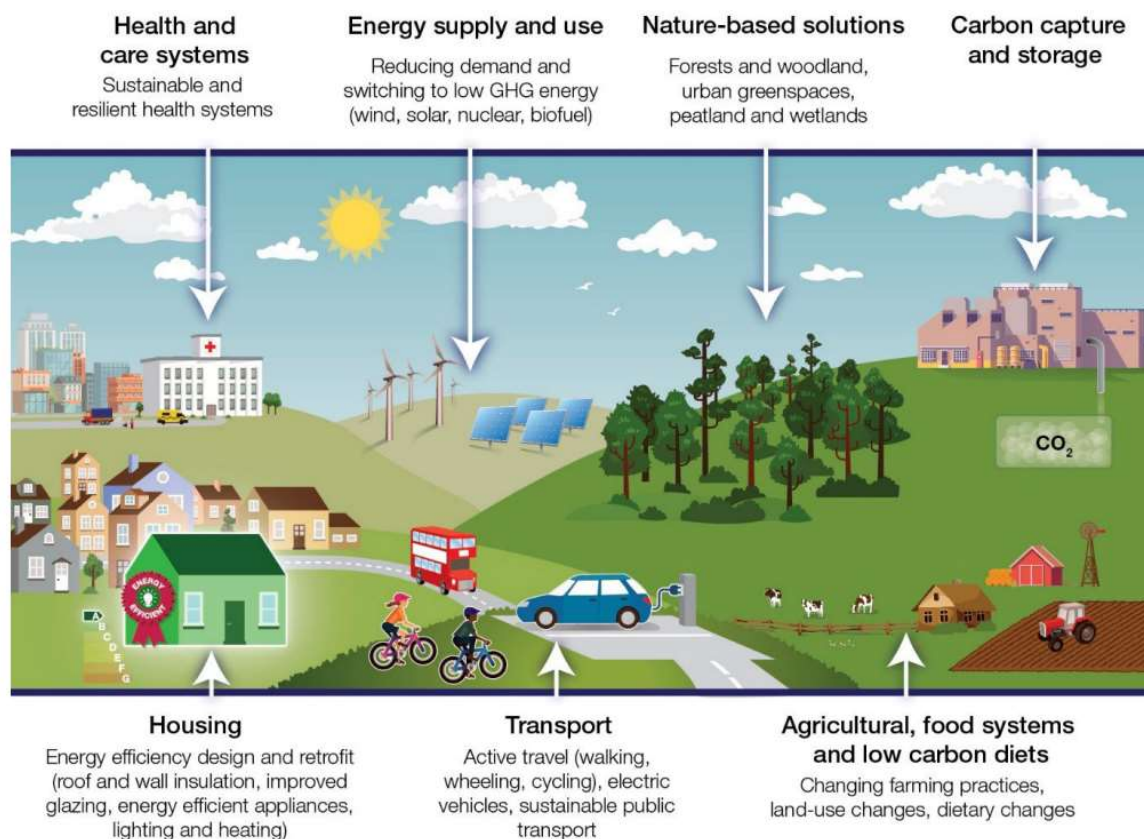 Health and
care systems
Sustainable and
resilient health systems
Energy supply and use
Reducing demand and
switching to low GHG energy
(wind, solar, nuclear, biofuel)
Nature-based solutions
Forests and woodland,
urban greenspaces,
peatland and wetlands
Carbon capture
and storage
CO₂
ENERGY
EFFICIENT
A
B
C
D
E
F
G
Housing
Energy efficiency design and retrofit
(roof and wall insulation, improved
glazing, energy efficient appliances,
lighting and heating)
Transport
Active travel (walking,
wheeling, cycling), electric
vehicles, sustainable public
transport
Agricultural, food systems
and low carbon diets
Changing farming practices,
land-use changes, dietary changes